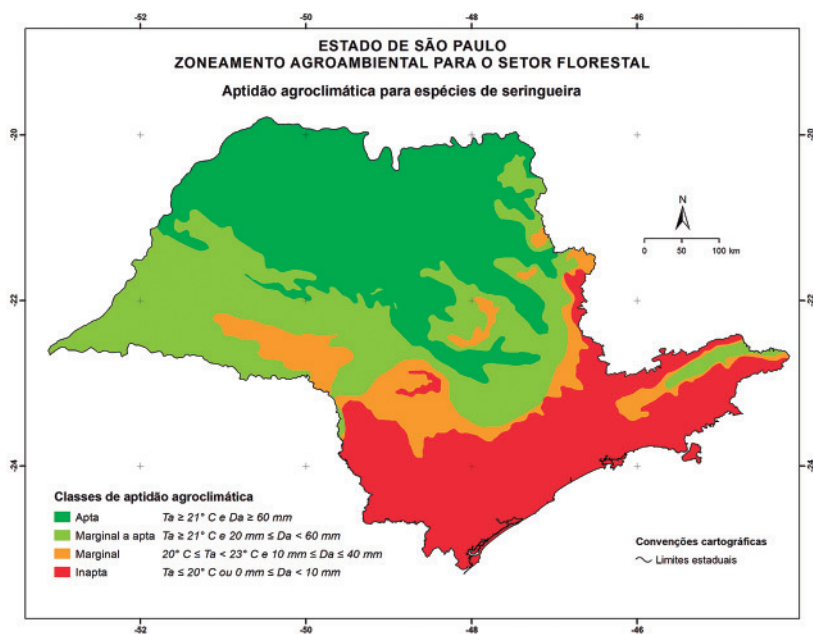 ESTADO DE SÃO PAULO
ZONEAMENTO AGROAMBIENTAL PARA O SETOR FLORESTAL
Aptidão agroclimática para espécies de seringueira
-52
-50
-48
-46
-20
-20
N
0 50 100 km
-22
-22
-24
-24
Classes de aptidão agroclimática
Apta Ta ≥ 21° C e Da ≥ 60 mm
Marginal a apta Ta ≥ 21° C e 20 mm ≤ Da < 60 mm
Marginal 20° C ≤ Ta < 23° C e 10 mm ≤ Da ≤ 40 mm
Inapta Ta ≤ 20° C ou 0 mm ≤ Da < 10 mm
Convenções cartográficas
Limites estaduais
-52
-50
-48
-46